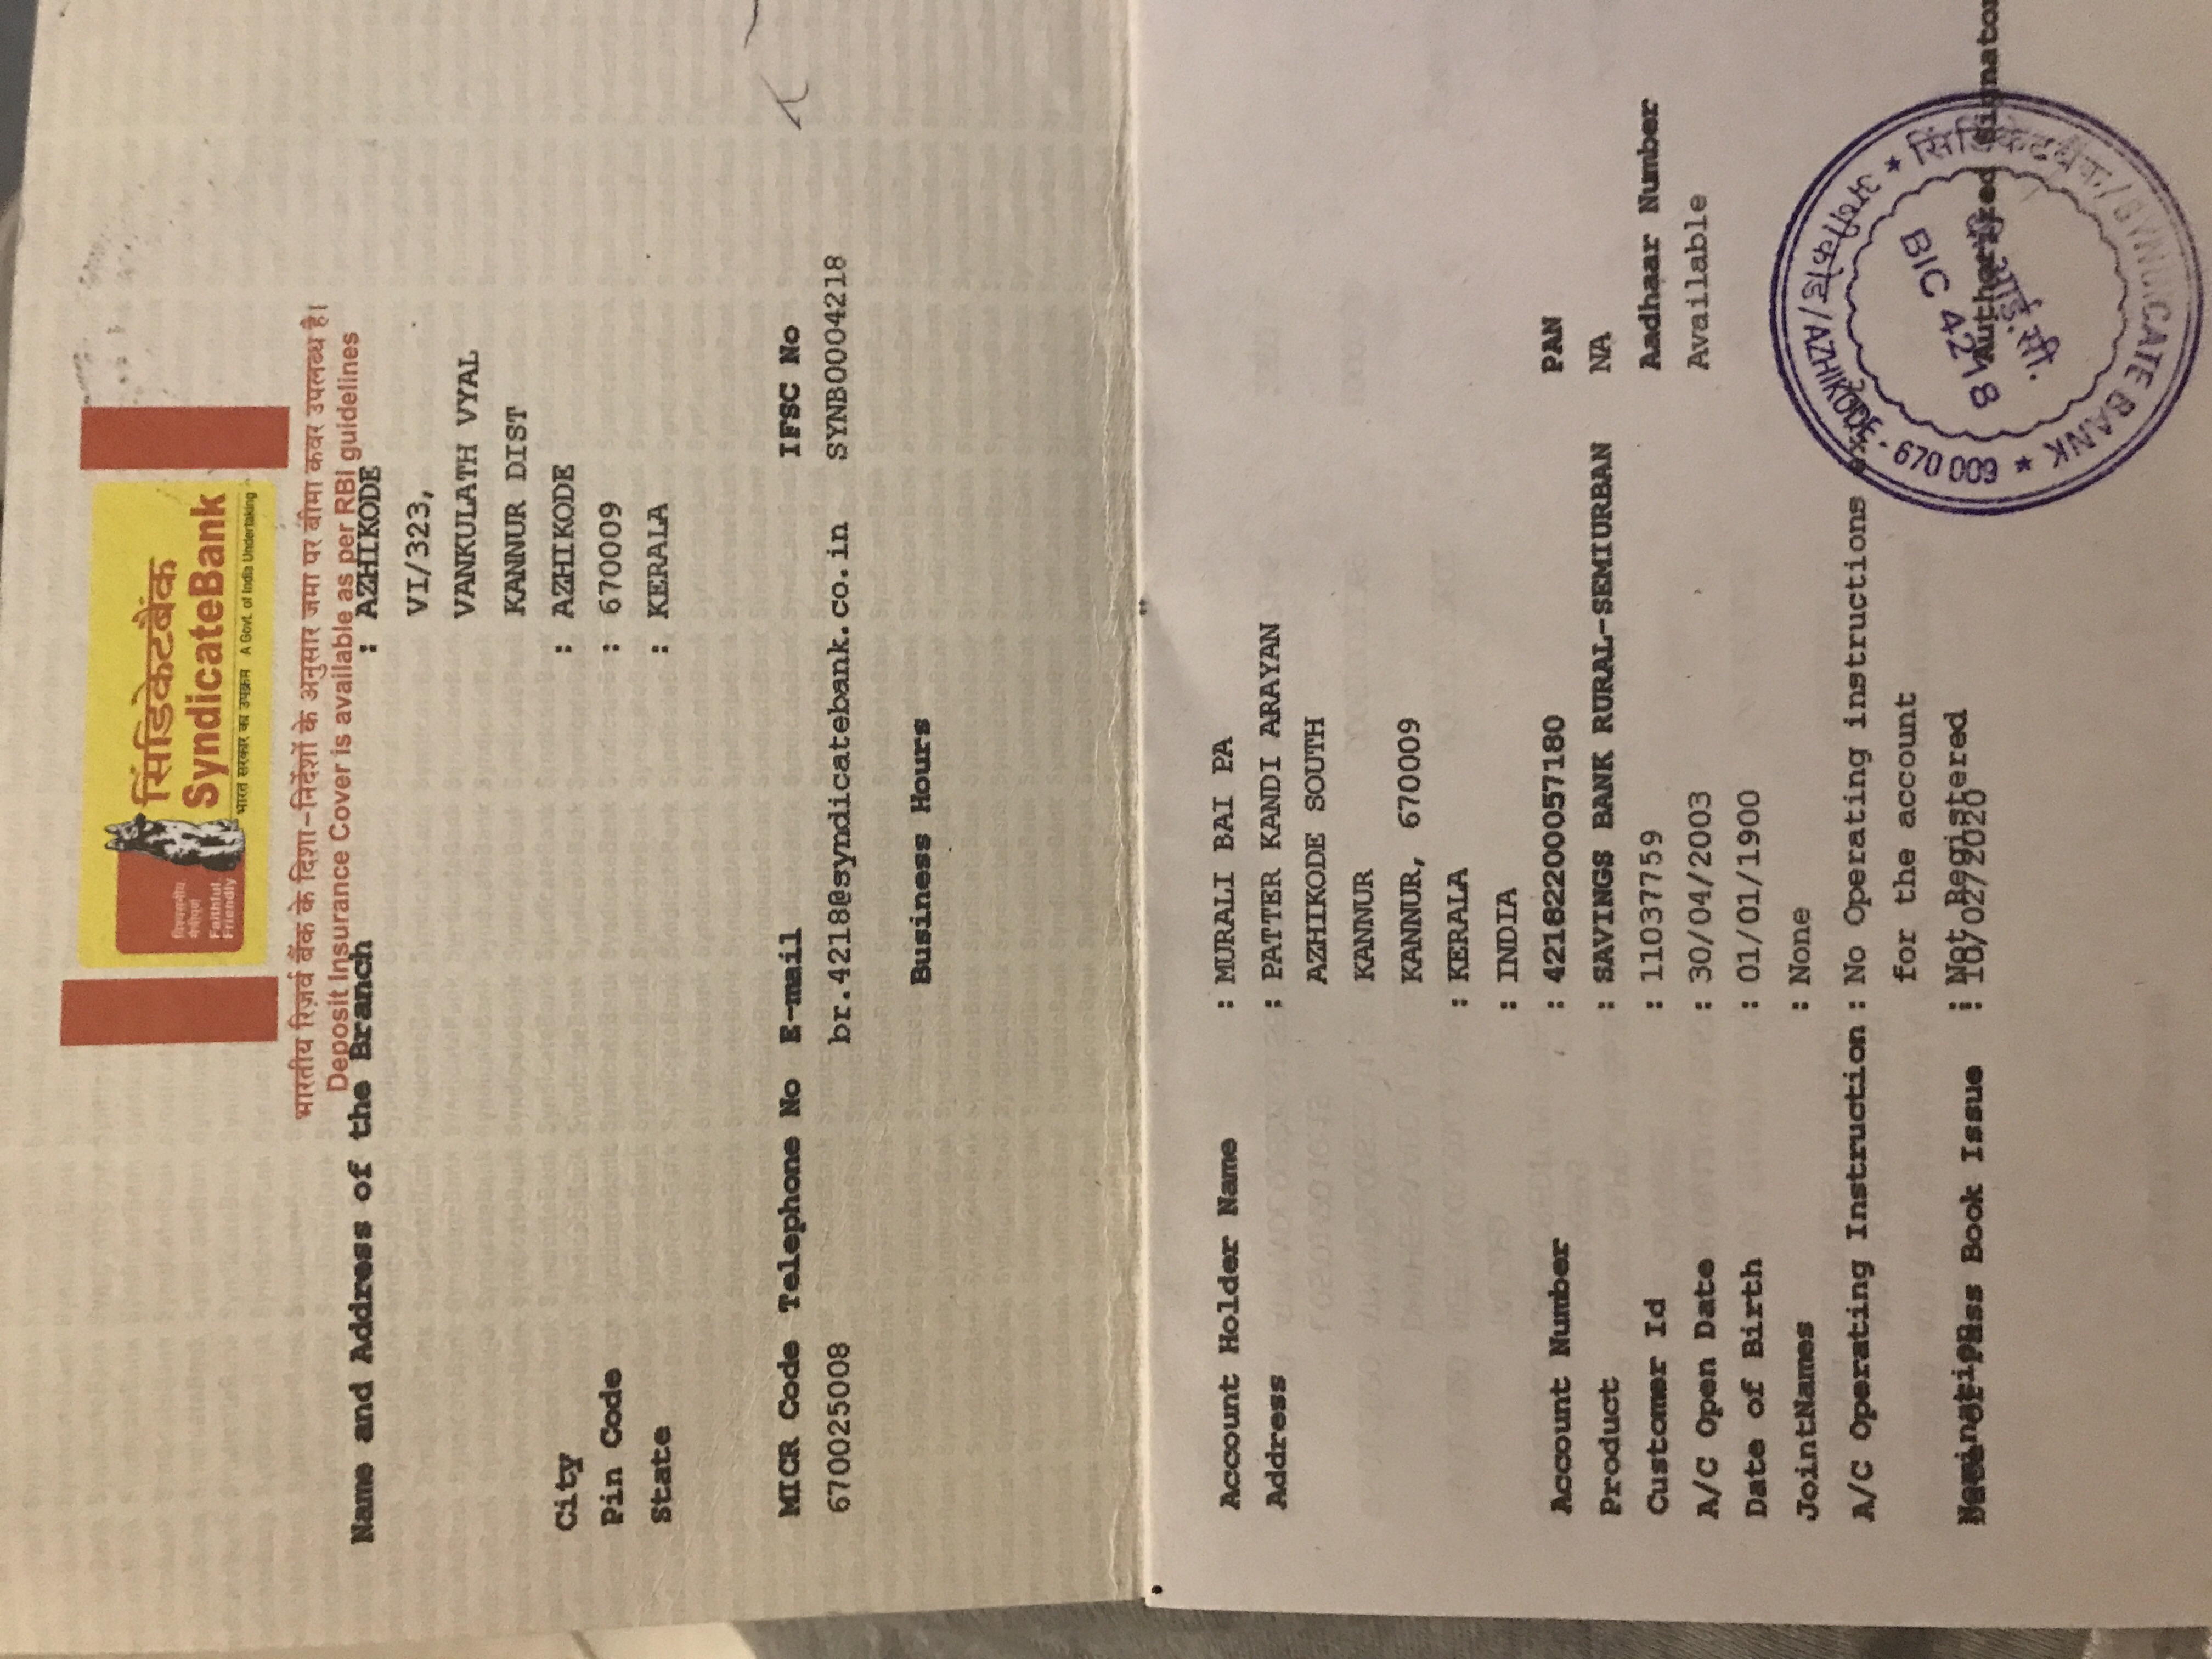 विश्वसनीय
मैत्रीपूर्ण
Faithful
Friendly
सिंडिकेटबैंक
SyndicateBank
भारत सरकार का उपक्रम A Govt. of India Undertaking
भारतीय रिज़र्व बैंक के दिशा-निर्देशों के अनुसार जमा पर बीमा कवर उपलब्ध है।
Deposit Insurance Cover is available as per RBI guidelines
Name and Address of the Branch : AZHIKODE
VI/323,
VANKULATH VYAL
KANNUR DIST
City : AZHIKODE
Pin Code : 670009
State : KERALA
MICR Code Telephone No E-mail IFSC No
670025008 br.4218@syndicatebank.co.in SYNB0004218
Business Hours
Account Holder Name : MURALI BAI PA
Address : PATTER KANDI ARAYAN
AZHIKODE SOUTH
KANNUR
KANNUR, 670009
: KERALA
: INDIA
Account Number : 42182200057180 PAN
Product : SAVINGS BANK RURAL-SEMIURBAN NA
Customer Id : 11037759 Aadhaar Number
A/C Open Date : 30/04/2003 Available
Date of Birth : 01/01/1900
JointNames : None
A/C Operating Instruction : No Operating instructions
for the account
Nomination : Not Registered
Date of Pass Book Issue : 10/02/2020 Authorized Signator
सिंडिकेटबैंक / SYNDICATE BANK ★ 670 009 - AZHIKODE / अझीकोड ★
BIC 4218